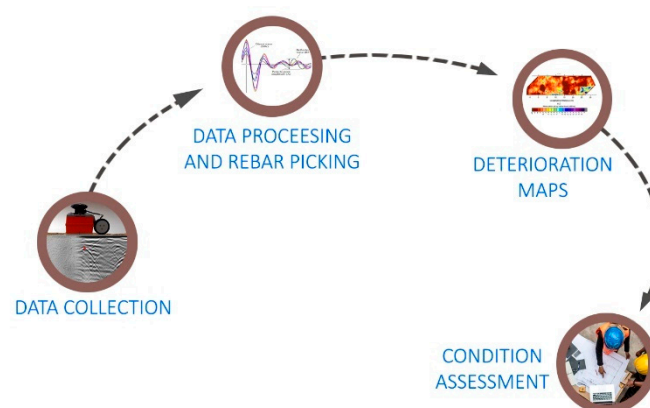 DATA PROCEESING
AND REBAR PICKING
DETERIORATION
MAPS
DATA COLLECTION
CONDITION
ASSESSMENT